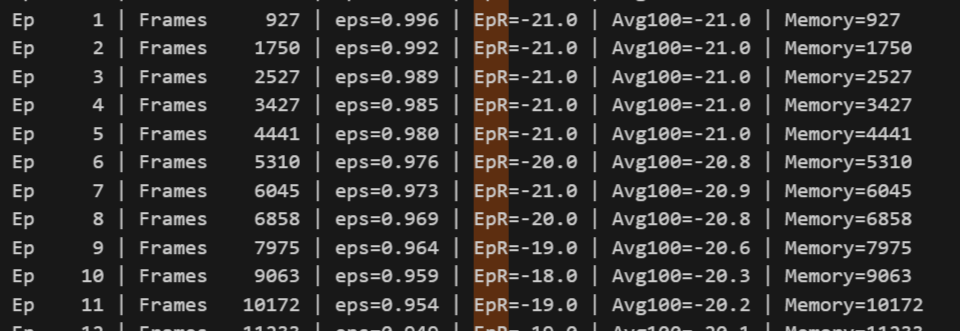 Ep      1 | Frames     927 | eps=0.996 | EpR=-21.0 | Avg100=-21.0 | Memory=927
Ep      2 | Frames    1750 | eps=0.992 | EpR=-21.0 | Avg100=-21.0 | Memory=1750
Ep      3 | Frames    2527 | eps=0.989 | EpR=-21.0 | Avg100=-21.0 | Memory=2527
Ep      4 | Frames    3427 | eps=0.985 | EpR=-21.0 | Avg100=-21.0 | Memory=3427
Ep      5 | Frames    4441 | eps=0.980 | EpR=-21.0 | Avg100=-21.0 | Memory=4441
Ep      6 | Frames    5310 | eps=0.976 | EpR=-20.0 | Avg100=-20.8 | Memory=5310
Ep      7 | Frames    6045 | eps=0.973 | EpR=-21.0 | Avg100=-20.9 | Memory=6045
Ep      8 | Frames    6858 | eps=0.969 | EpR=-20.0 | Avg100=-20.8 | Memory=6858
Ep      9 | Frames    7975 | eps=0.964 | EpR=-19.0 | Avg100=-20.6 | Memory=7975
Ep     10 | Frames    9063 | eps=0.959 | EpR=-18.0 | Avg100=-20.3 | Memory=9063
Ep     11 | Frames   10172 | eps=0.954 | EpR=-19.0 | Avg100=-20.2 | Memory=10172